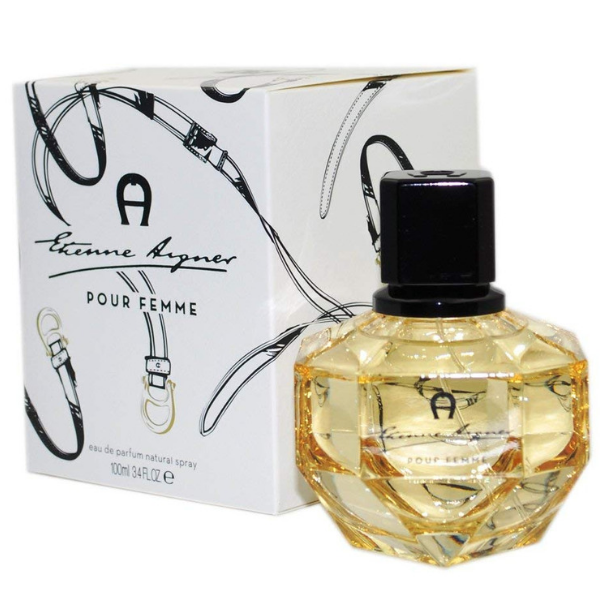 A
Etienne Aigner
POUR FEMME
eau de parfum natural spray
100ml 3.4 FL.OZ e
A
Etienne Aigner
POUR FEMME